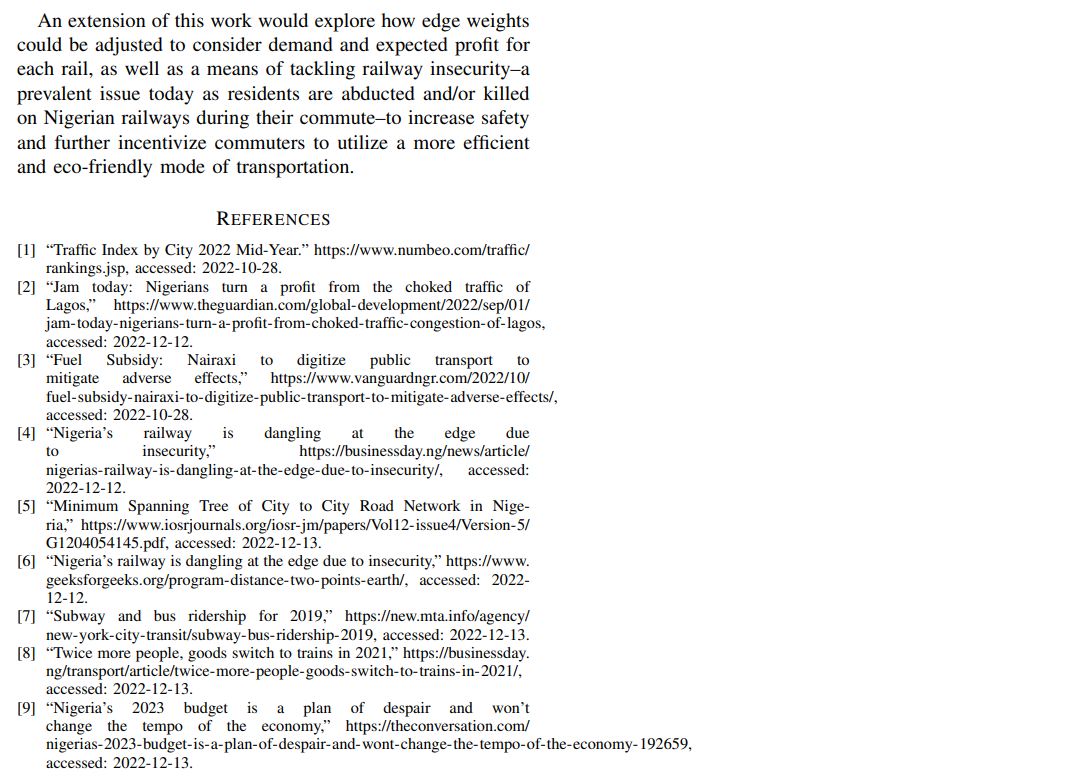 An extension of this work would explore how edge weights
could be adjusted to consider demand and expected profit for
each rail, as well as a means of tackling railway insecurity–a
prevalent issue today as residents are abducted and/or killed
on Nigerian railways during their commute–to increase safety
and further incentivize commuters to utilize a more efficient
and eco-friendly mode of transportation.
REFERENCES
[1] “Traffic Index by City 2022 Mid-Year.” https://www.numbeo.com/traffic/
rankings.jsp, accessed: 2022-10-28.
[2] “Jam today: Nigerians turn a profit from the choked traffic of
Lagos,” https://www.theguardian.com/global-development/2022/sep/01/
jam-today-nigerians-turn-a-profit-from-choked-traffic-congestion-of-lagos,
accessed: 2022-12-12.
[3] “Fuel Subsidy: Nairaxi to digitize public transport to
mitigate adverse effects,” https://www.vanguardngr.com/2022/10/
fuel-subsidy-nairaxi-to-digitize-public-transport-to-mitigate-adverse-effects/,
accessed: 2022-10-28.
[4] “Nigeria’s railway is dangling at the edge due
to insecurity,” https://businessday.ng/news/article/
nigerias-railway-is-dangling-at-the-edge-due-to-insecurity/, accessed:
2022-12-12.
[5] “Minimum Spanning Tree of City to City Road Network in Nige-
ria,” https://www.iosrjournals.org/iosr-jm/papers/Vol12-issue4/Version-5/
G1204054145.pdf, accessed: 2022-12-13.
[6] “Nigeria’s railway is dangling at the edge due to insecurity,” https://www.
geeksforgeeks.org/program-distance-two-points-earth/, accessed: 2022-
12-12.
[7] “Subway and bus ridership for 2019,” https://new.mta.info/agency/
new-york-city-transit/subway-bus-ridership-2019, accessed: 2022-12-13.
[8] “Twice more people, goods switch to trains in 2021,” https://businessday.
ng/transport/article/twice-more-people-goods-switch-to-trains-in-2021/,
accessed: 2022-12-13.
[9] “Nigeria’s 2023 budget is a plan of despair and won’t
change the tempo of the economy,” https://theconversation.com/
nigerias-2023-budget-is-a-plan-of-despair-and-wont-change-the-tempo-of-the-economy-192659,
accessed: 2022-12-13.